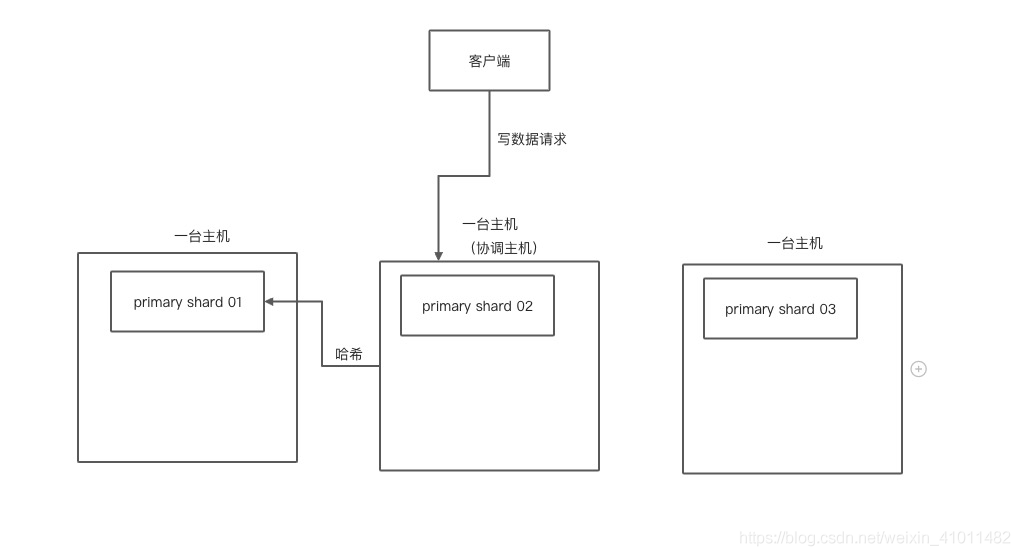 客户端
写数据请求
一台主机
一台主机
（协调主机）
一台主机
primary shard 01
primary shard 02
primary shard 03
哈希
https://blog.csdn.net/weixin_41011482